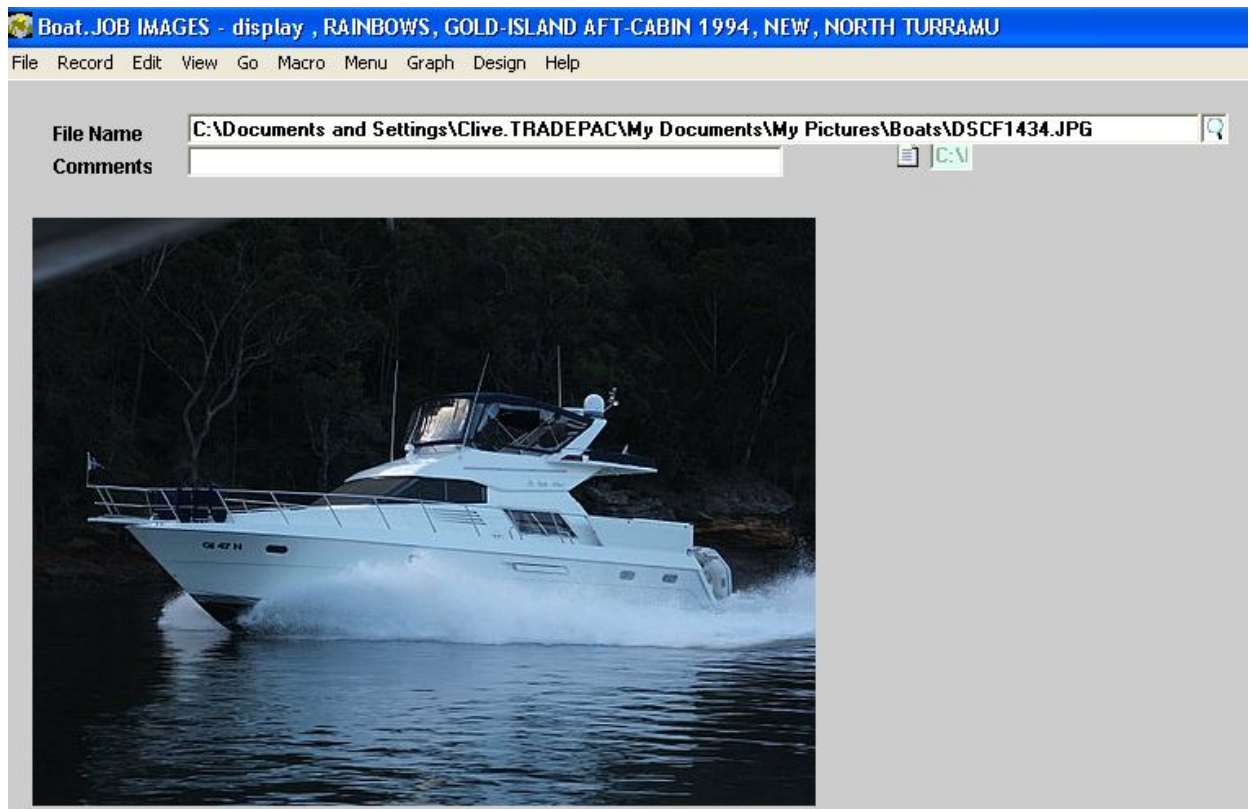 Boat.JOB IMAGES - display , RAINBOWS, GOLD-ISLAND AFT-CABIN 1994, NEW, NORTH TURRAMU
File Record Edit View Go Macro Menu Graph Design Help
File Name C:\Documents and Settings\Clive.TRADEPAC\My Documents\My Pictures\Boats\DSCF1434.JPG
Comments C:\
GI 47 N